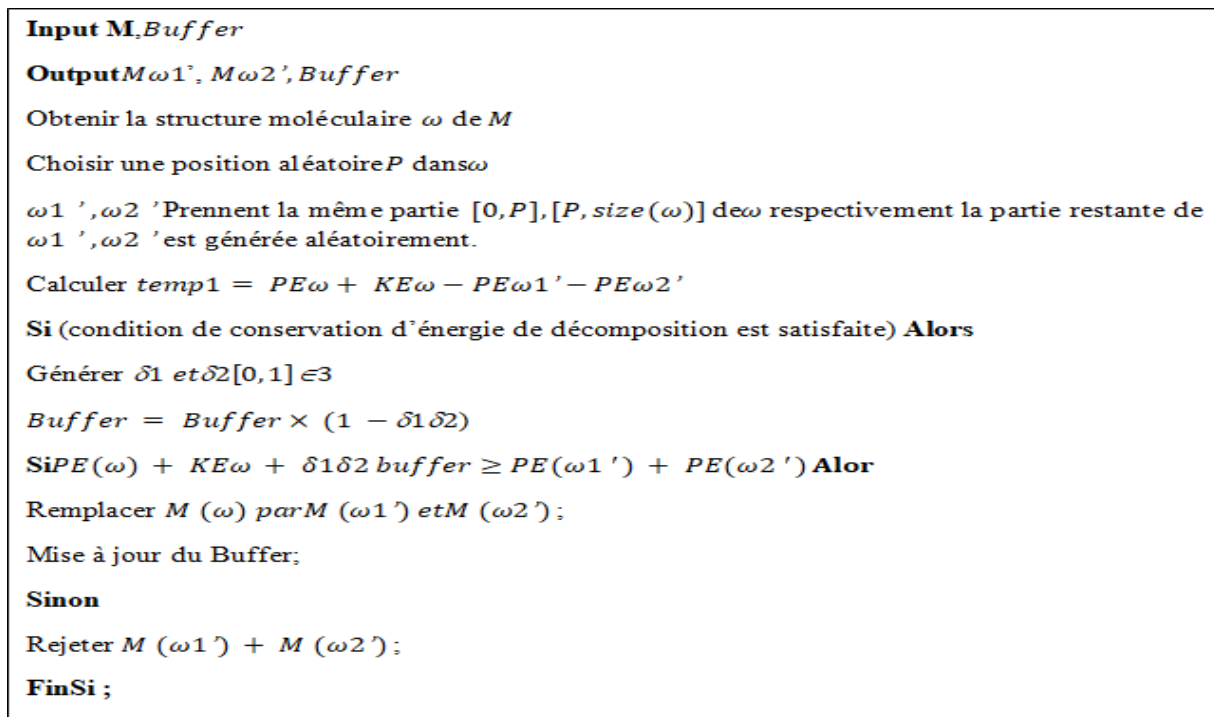 Input M,Buffer
OutputMω1’, Mω2’,Buffer
Obtenir la structure moléculaire ω de M
Choisir une position aléatoireP dansω
ω1 ’,ω2 ’Prennent la même partie [0,P],[P,size(ω)] deω respectivement la partie restante de
ω1 ’,ω2 ’est générée aléatoirement.
Calculer temp1 = PEω + KEω − PEω1’ − PEω2’
Si (condition de conservation d’énergie de décomposition est satisfaite) Alors
Générer δ1 etδ2[0,1] ∈3
Buffer = Buffer × (1 − δ1δ2)
SiPE(ω) + KEω + δ1δ2 buffer ≥ PE(ω1 ′) + PE(ω2 ′) Alor
Remplacer M (ω) parM (ω1’) etM (ω2’) ;
Mise à jour du Buffer;
Sinon
Rejeter M (ω1’) + M (ω2’) ;
FinSi ;